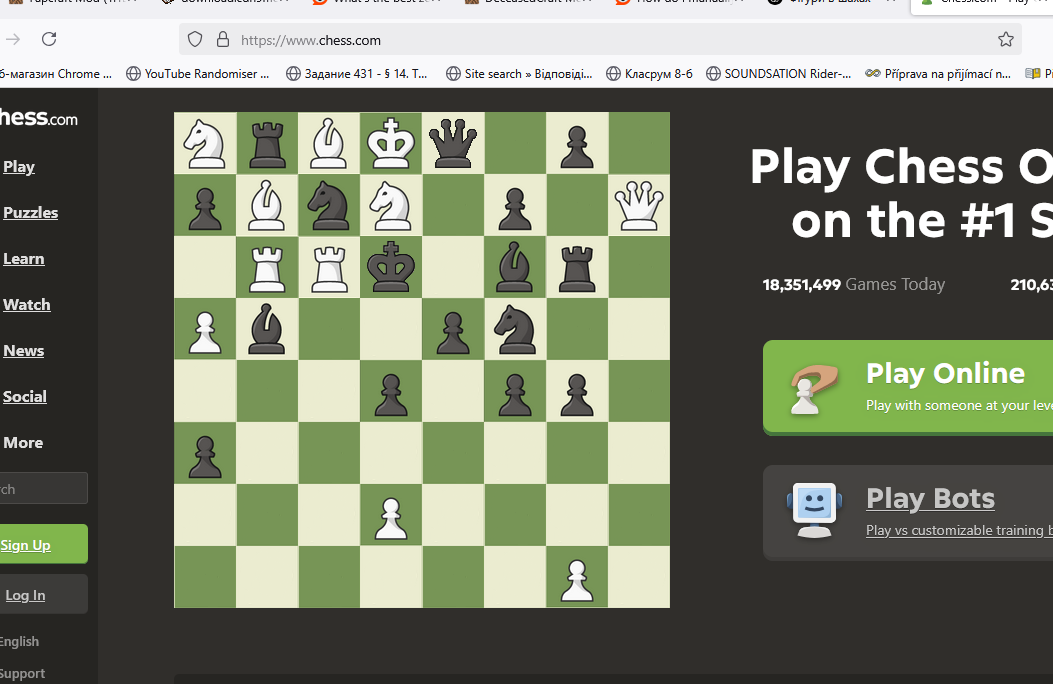 https://www.chess.com
б-магазин Chrome ... YouTube Randomiser ... Задание 431 - § 14. Т... Site search » Відповіді... Класрум 8-б SOUNDSATION Rider-... Příprava na přijímací n...
hess.com
Play
Puzzles
Learn
Watch
News
Social
More
rch
Sign Up
Log In
English
Support
Play Chess O
on the #1 S
18,351,499 Games Today 210,63
Play Online
Play with someone at your leve
Play Bots
Play vs customizable training b